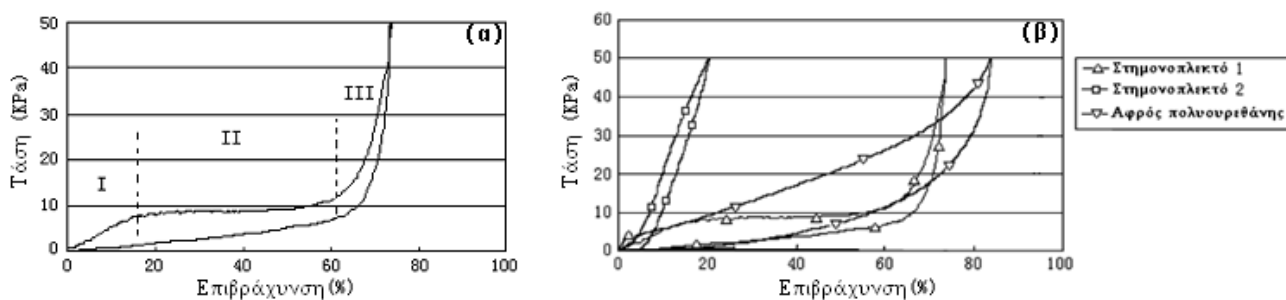 (α)
50
40
30
20
10
0
I
II
III
0 20 40 60 80 100
Τάση (KPa)
Επιβράχυνση(%)
(β)
60
50
40
30
20
10
0
0 20 40 60 80 100
Τάση (KPa)
Επιβράχυνση(%)
Στημονοπλεκτό 1
Στημονοπλεκτό 2
Αφρός πολυουρεθάνης